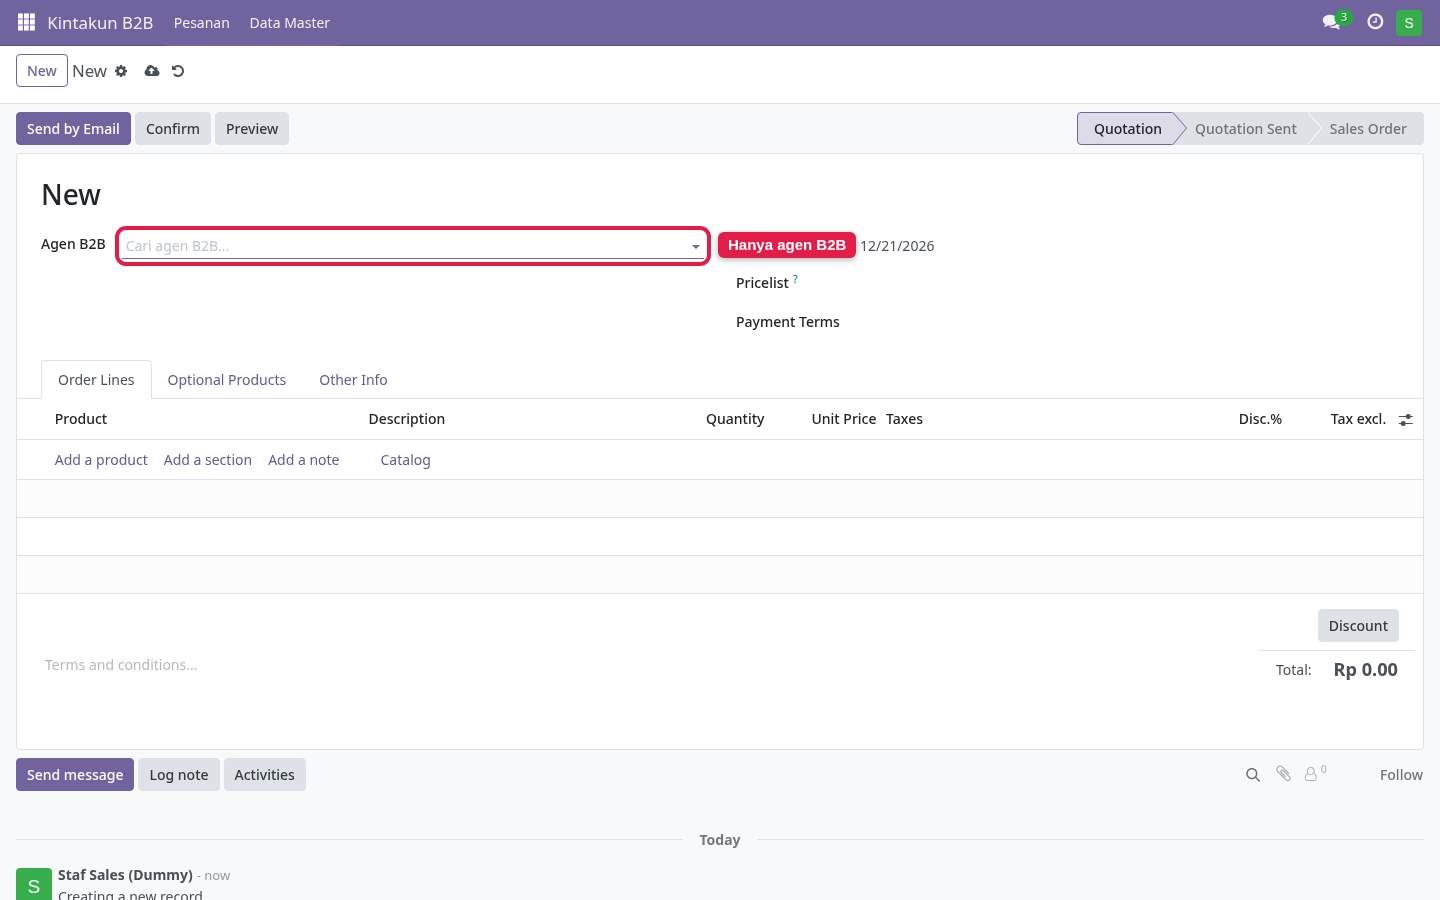 Kintakun B2B Pesanan Data Master 3 S
New New
Send by Email Confirm Preview Quotation Quotation Sent Sales Order
New
Agen B2B Cari agen B2B... Hanya agen B2B 12/21/2026
Pricelist ?
Payment Terms
Order Lines Optional Products Other Info
Product Description Quantity Unit Price Taxes Disc.% Tax excl.
Add a product Add a section Add a note Catalog
Discount
Terms and conditions...
Total: Rp 0.00
Send message Log note Activities 0 Follow
Today
S Staf Sales (Dummy) - now
Creating a new record...